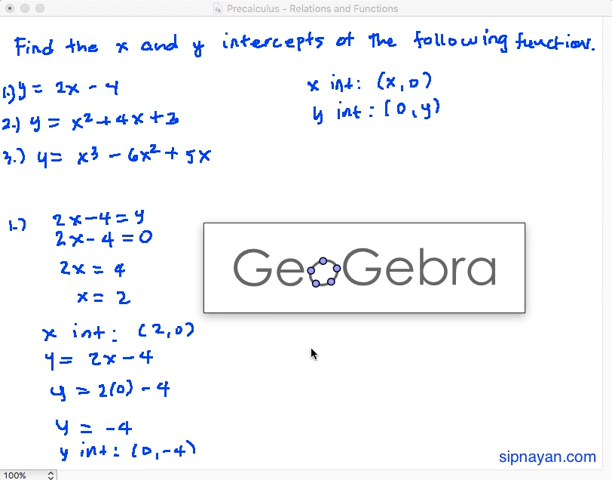 Precalculus - Relations and Functions
Find the x and y intercepts of the following function.
1.) y = 2x - 4
2.) y = x² + 4x + 3
3.) y = x³ - 6x² + 5x
x int: (x, 0)
y int: (0, y)
1.) 2x - 4 = y
2x - 4 = 0
2x = 4
x = 2
x int: (2, 0)
y = 2x - 4
y = 2(0) - 4
y = -4
y int: (0, -4)
GeoGebra
sipnayan.com
100%